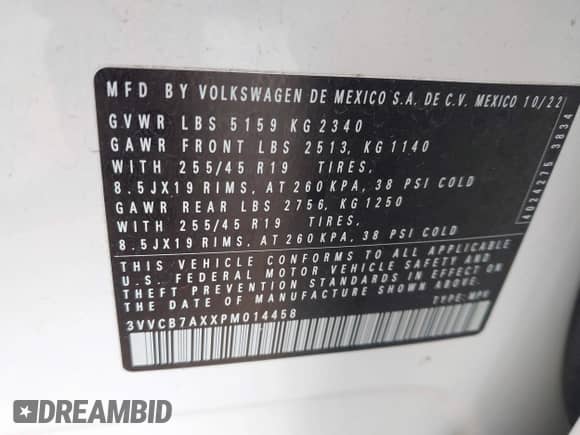 MFD BY VOLKSWAGEN DE MEXICO S.A. DE C.V. MEXICO 10/22
GVWR LBS 5159 KG 2340
GAWR FRONT LBS 2513, KG 1140
WITH 255/45 R19 TIRES,
8.5JX19 RIMS, AT 260 KPA, 38 PSI COLD
GAWR REAR LBS 2756, KG 1250
WITH 255/45 R19 TIRES,
8.5JX19 RIMS, AT 260 KPA, 38 PSI COLD
THIS VEHICLE CONFORMS TO ALL APPLICABLE
U.S. FEDERAL MOTOR VEHICLE SAFETY AND
THEFT PREVENTION STANDARDS IN EFFECT ON
THE DATE OF MANUFACTURE SHOWN ABOVE.
3VVCB7AXXPM014458 TYPE: MPV
4D24275 3834
DREAMBID